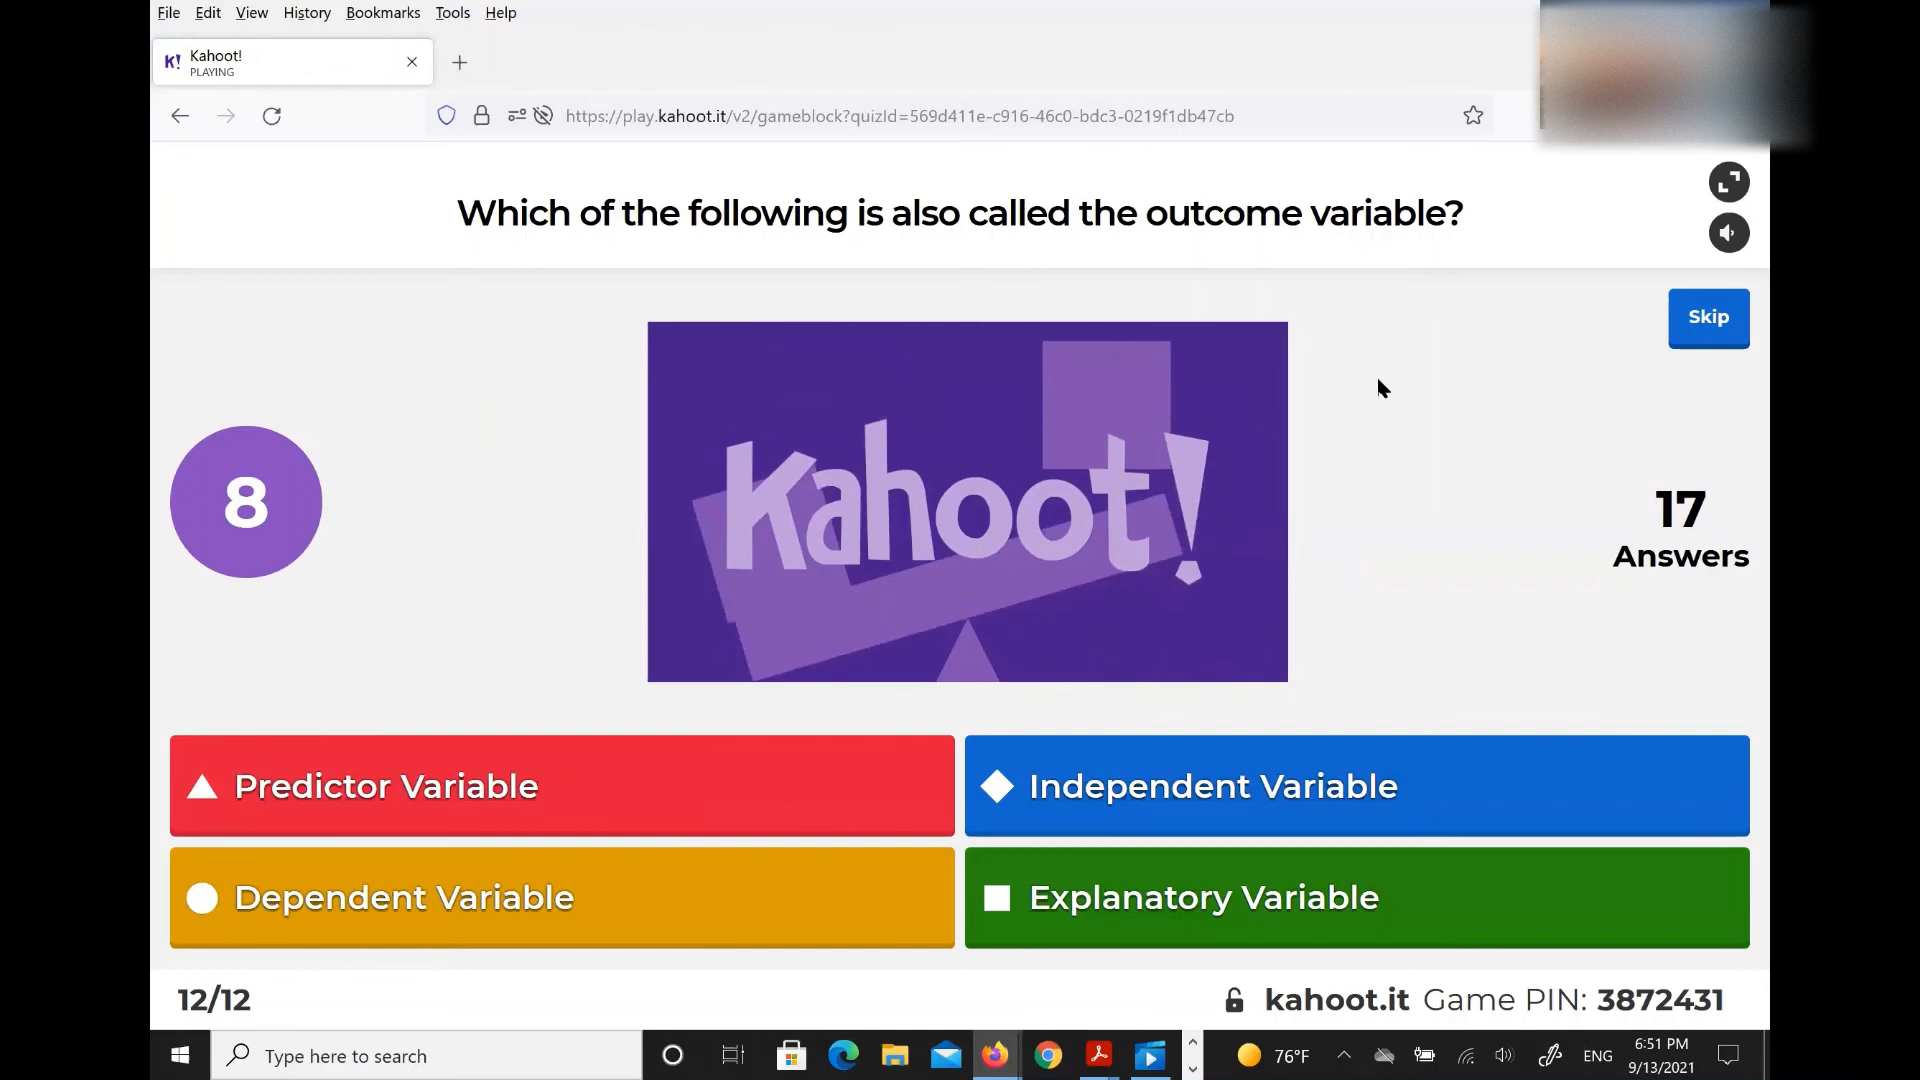 File Edit View History Bookmarks Tools Help
K! Kahoot!
PLAYING
https://play.kahoot.it/v2/gameblock?quizId=569d411e-c916-46c0-bdc3-0219f1db47cb
Which of the following is also called the outcome variable?
Skip
Kahoot!
8
17
Answers
Predictor Variable
Independent Variable
Dependent Variable
Explanatory Variable
12/12
kahoot.it Game PIN: 3872431
Type here to search
76°F
ENG
6:51 PM
9/13/2021